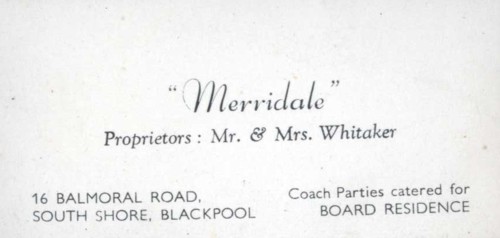 "Merridale"
Proprietors : Mr. & Mrs. Whitaker
16 BALMORAL ROAD,
SOUTH SHORE, BLACKPOOL
Coach Parties catered for
BOARD RESIDENCE